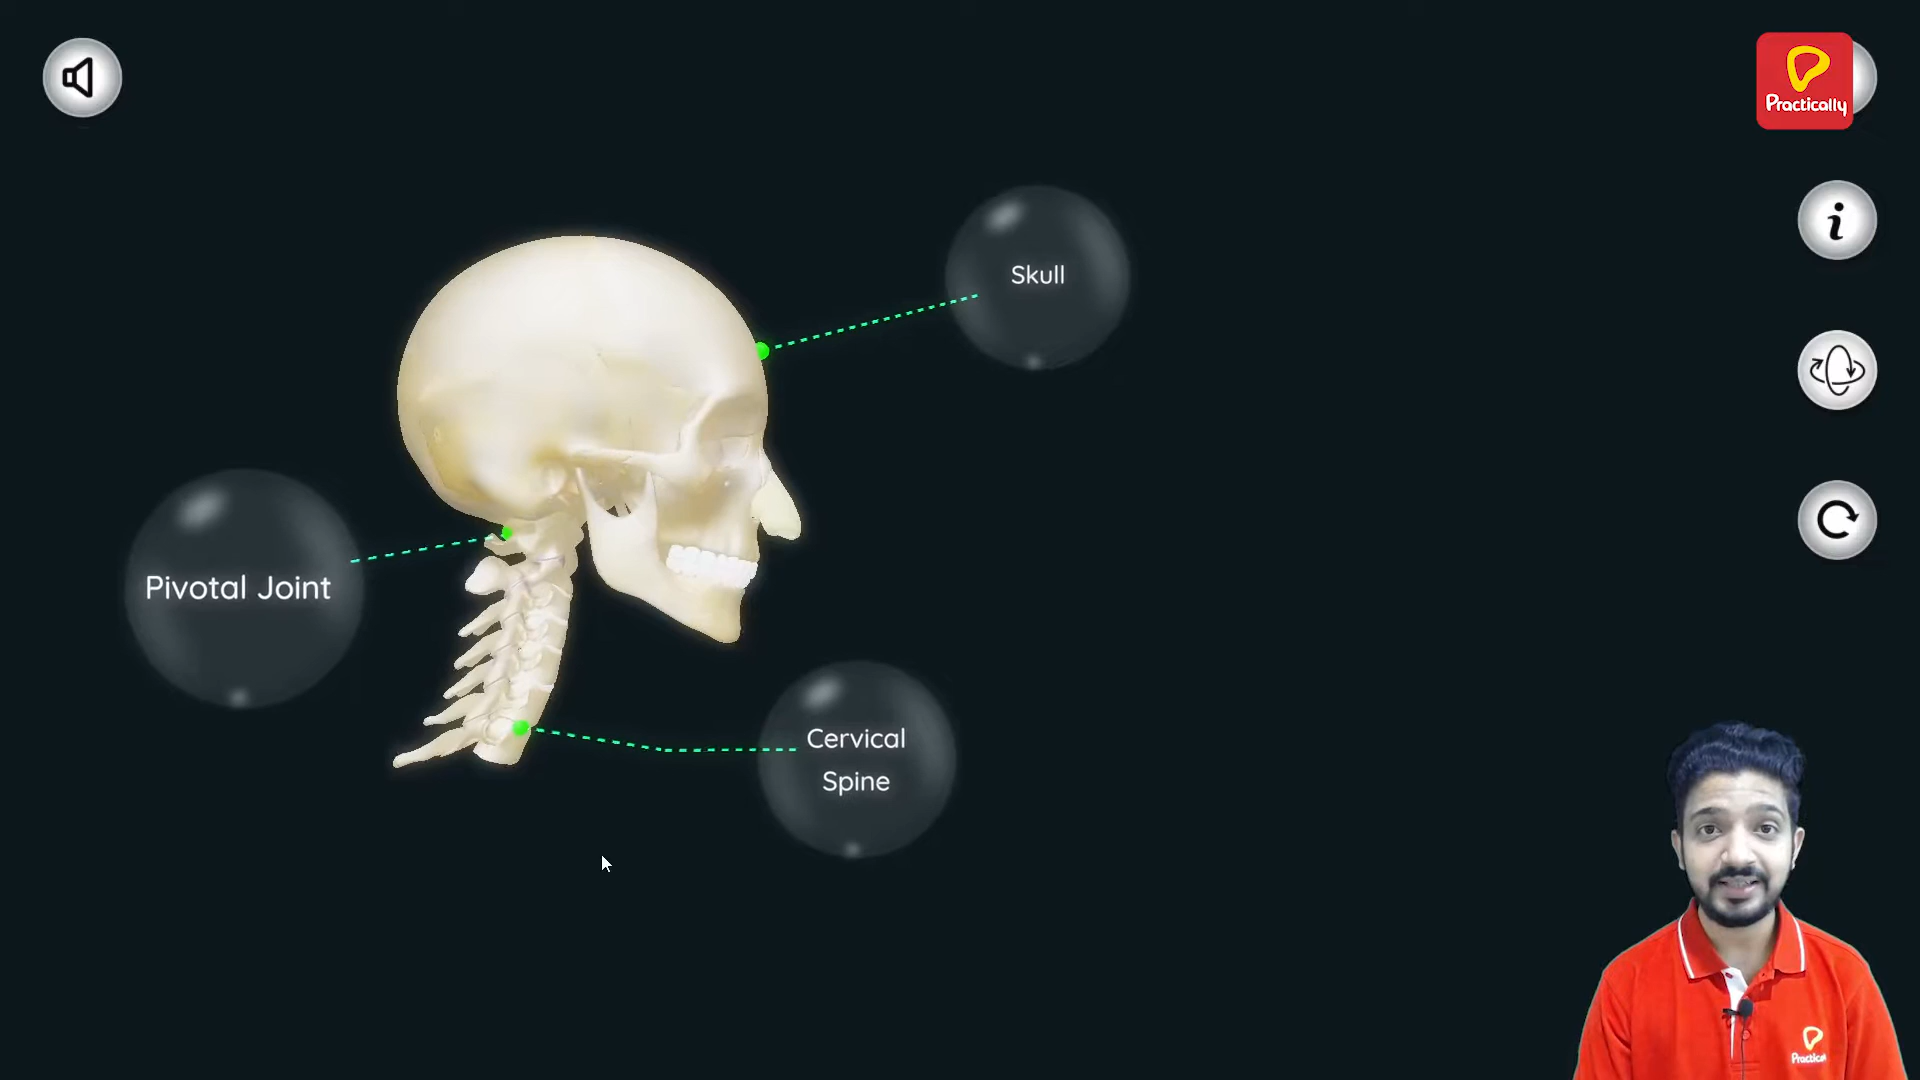 Practically
Skull
i
Pivotal Joint
Cervical
Spine